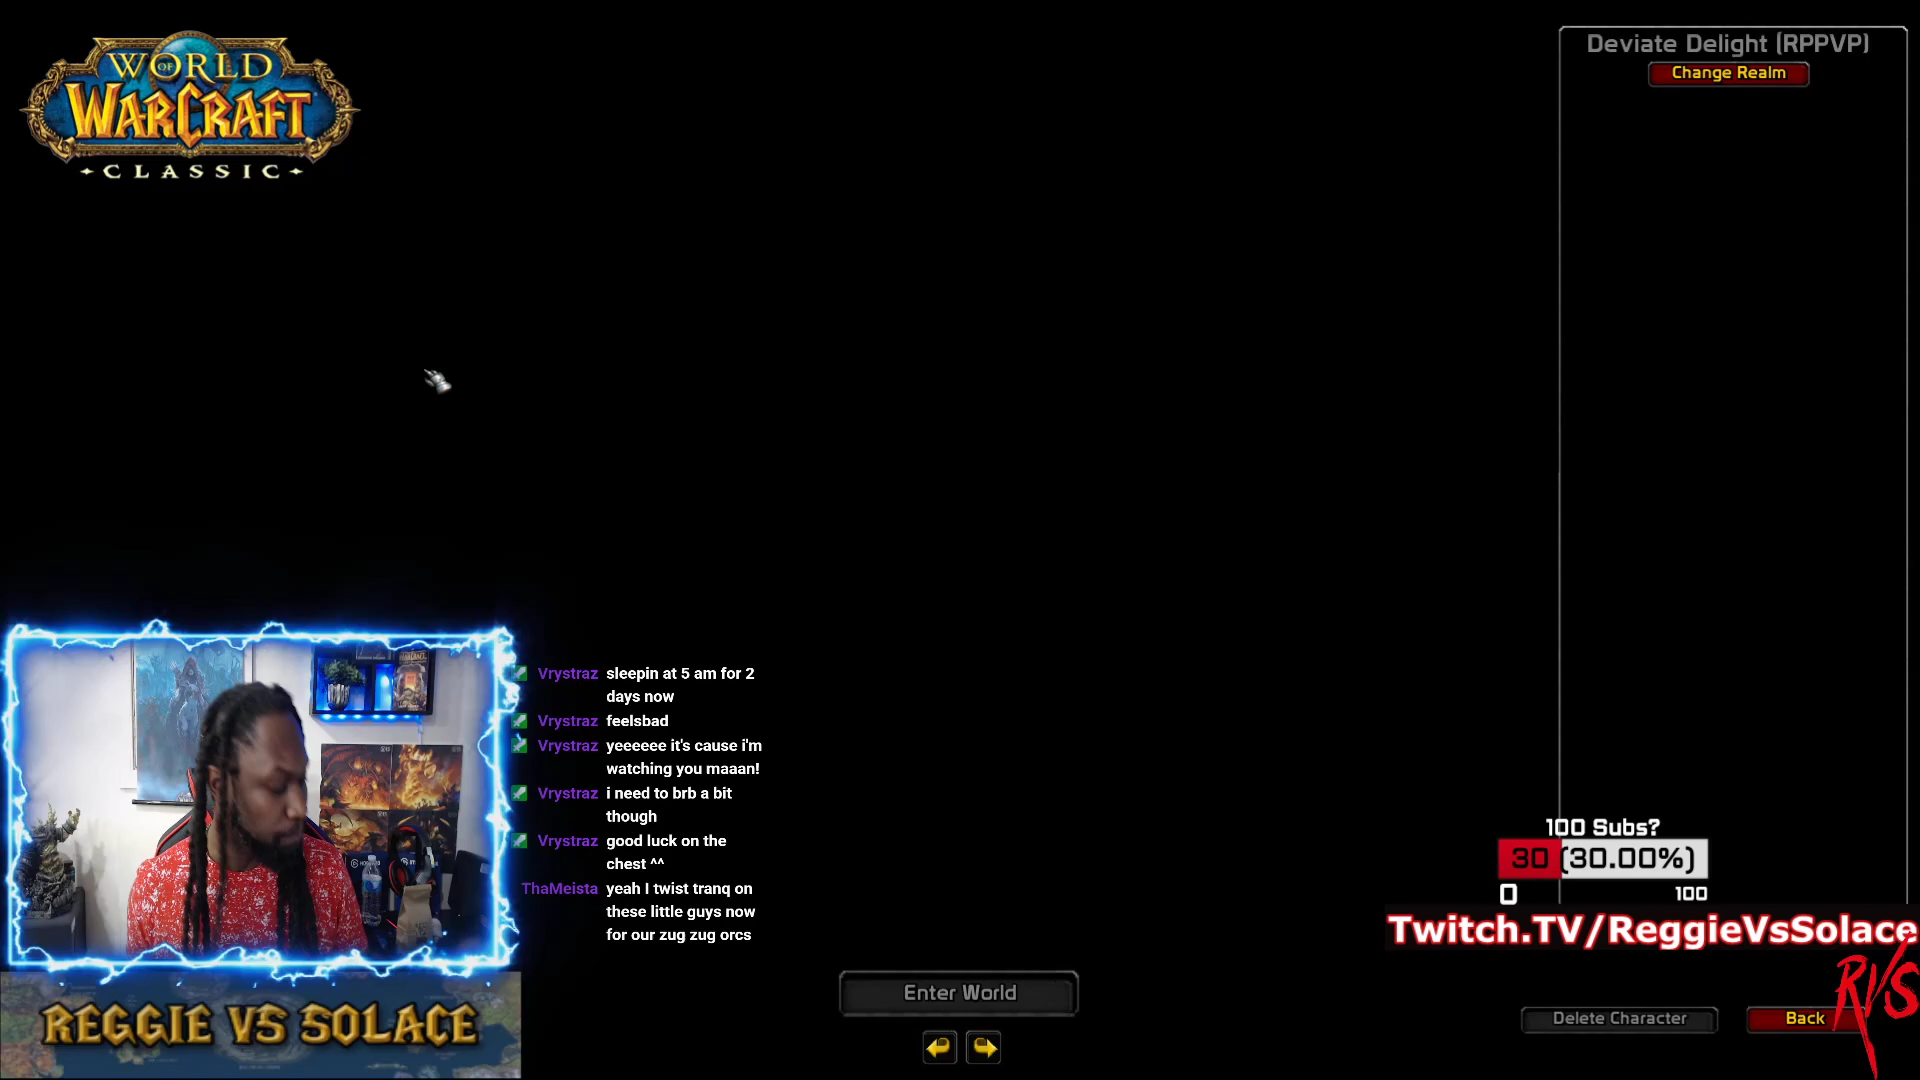 WORLD
OF
WARCRAFT
CLASSIC
Deviate Delight (RPPVP)
Change Realm
Vrystraz sleepin at 5 am for 2
days now
Vrystraz feelsbad
Vrystraz yeeeeee it's cause i'm
watching you maaan!
Vrystraz i need to brb a bit
though
Vrystraz good luck on the
chest ^^
ThaMeista yeah I twist tranq on
these little guys now
for our zug zug orcs
100 Subs?
30 (30.00%)
0 100
Twitch.TV/ReggieVsSolace
RVS
REGGIE VS SOLACE
Enter World
Delete Character
Back